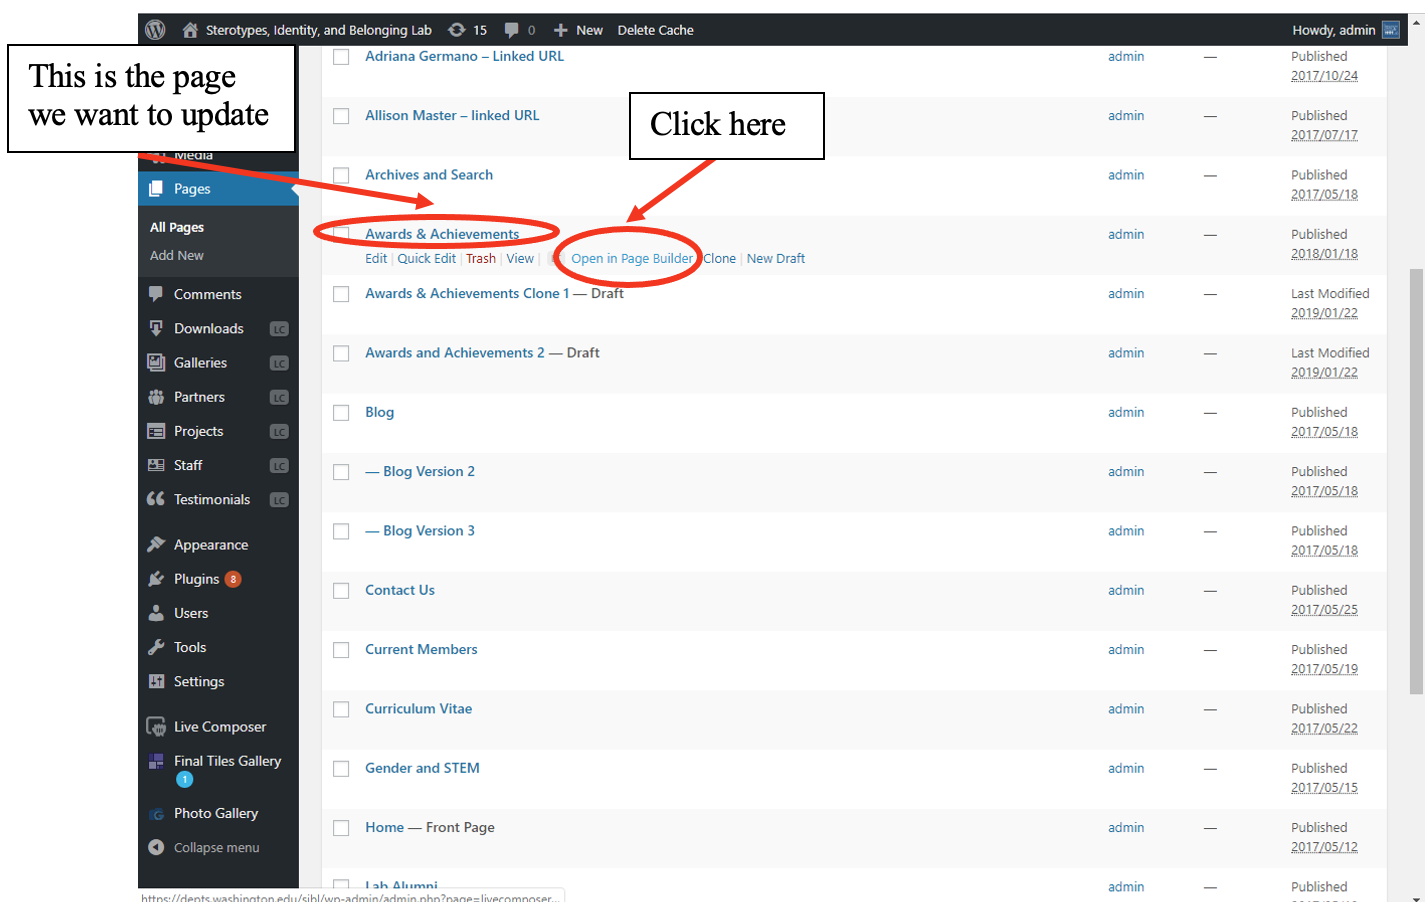 Sterotypes, Identity, and Belonging Lab 15 0 New Delete Cache Howdy, admin
This is the page
we want to update
Click here
Media
Pages
All Pages
Add New
Comments
Downloads LC
Galleries LC
Partners LC
Projects LC
Staff LC
Testimonials LC
Appearance
Plugins 8
Users
Tools
Settings
Live Composer
Final Tiles Gallery
1
Photo Gallery
Collapse menu
Adriana Germano – Linked URL admin — Published
2017/10/24
Allison Master – linked URL admin — Published
2017/07/17
Archives and Search admin — Published
2017/05/18
Awards & Achievements admin — Published
Edit | Quick Edit | Trash | View | Open in Page Builder Clone | New Draft 2018/01/18
Awards & Achievements Clone 1 — Draft admin — Last Modified
2019/01/22
Awards and Achievements 2 — Draft admin — Last Modified
2019/01/22
Blog admin — Published
2017/05/18
— Blog Version 2 admin — Published
2017/05/18
— Blog Version 3 admin — Published
2017/05/18
Contact Us admin — Published
2017/05/25
Current Members admin — Published
2017/05/19
Curriculum Vitae admin — Published
2017/05/22
Gender and STEM admin — Published
2017/05/15
Home — Front Page admin — Published
2017/05/12
Lab Alumni admin — Published
https://depts.washington.edu/sibl/wp-admin/admin.php?page=livecomposer...